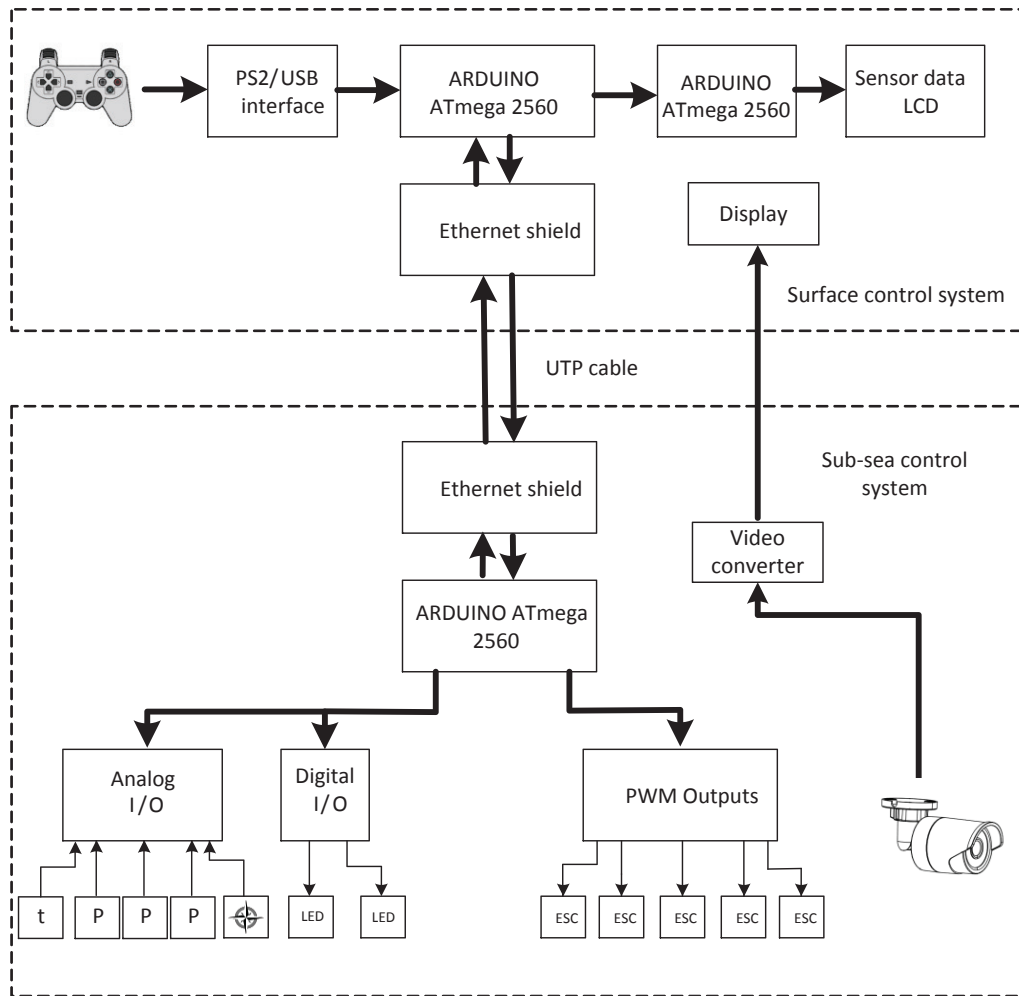 PS2/USB
interface
ARDUINO
ATmega 2560
ARDUINO
ATmega 2560
Sensor data
LCD
Ethernet shield
Display
Surface control system
UTP cable
Ethernet shield
Sub-sea control
system
Video
converter
ARDUINO ATmega
2560
Analog
I/O
Digital
I/O
PWM Outputs
t
P
P
P
LED
LED
ESC
ESC
ESC
ESC
ESC